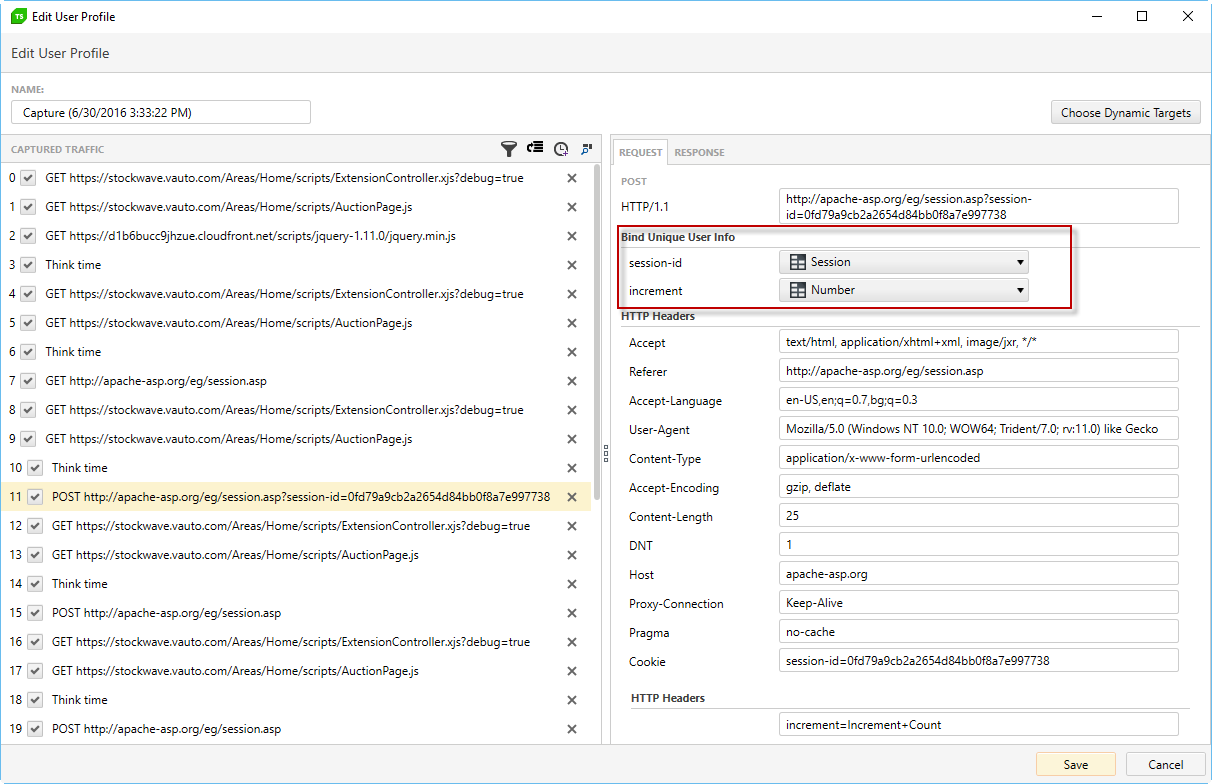 TS Edit User Profile
Edit User Profile
NAME:
Capture (6/30/2016 3:33:22 PM)
Choose Dynamic Targets
CAPTURED TRAFFIC
0 GET https://stockwave.vauto.com/Areas/Home/scripts/ExtensionController.xjs?debug=true
1 GET https://stockwave.vauto.com/Areas/Home/scripts/AuctionPage.js
2 GET https://d1b6bucc9jhzue.cloudfront.net/scripts/jquery-1.11.0/jquery.min.js
3 Think time
4 GET https://stockwave.vauto.com/Areas/Home/scripts/ExtensionController.xjs?debug=true
5 GET https://stockwave.vauto.com/Areas/Home/scripts/AuctionPage.js
6 Think time
7 GET http://apache-asp.org/eg/session.asp
8 GET https://stockwave.vauto.com/Areas/Home/scripts/ExtensionController.xjs?debug=true
9 GET https://stockwave.vauto.com/Areas/Home/scripts/AuctionPage.js
10 Think time
11 POST http://apache-asp.org/eg/session.asp?session-id=0fd79a9cb2a2654d84bb0f8a7e997738
12 GET https://stockwave.vauto.com/Areas/Home/scripts/ExtensionController.xjs?debug=true
13 GET https://stockwave.vauto.com/Areas/Home/scripts/AuctionPage.js
14 Think time
15 POST http://apache-asp.org/eg/session.asp
16 GET https://stockwave.vauto.com/Areas/Home/scripts/ExtensionController.xjs?debug=true
17 GET https://stockwave.vauto.com/Areas/Home/scripts/AuctionPage.js
18 Think time
19 POST http://apache-asp.org/eg/session.asp
REQUEST RESPONSE
POST
HTTP/1.1
http://apache-asp.org/eg/session.asp?session-
id=0fd79a9cb2a2654d84bb0f8a7e997738
Bind Unique User Info
session-id Session
increment Number
HTTP Headers
Accept text/html, application/xhtml+xml, image/jxr, */*
Referer http://apache-asp.org/eg/session.asp
Accept-Language en-US,en;q=0.7,bg;q=0.3
User-Agent Mozilla/5.0 (Windows NT 10.0; WOW64; Trident/7.0; rv:11.0) like Gecko
Content-Type application/x-www-form-urlencoded
Accept-Encoding gzip, deflate
Content-Length 25
DNT 1
Host apache-asp.org
Proxy-Connection Keep-Alive
Pragma no-cache
Cookie session-id=0fd79a9cb2a2654d84bb0f8a7e997738
HTTP Headers
increment=Increment+Count
Save Cancel